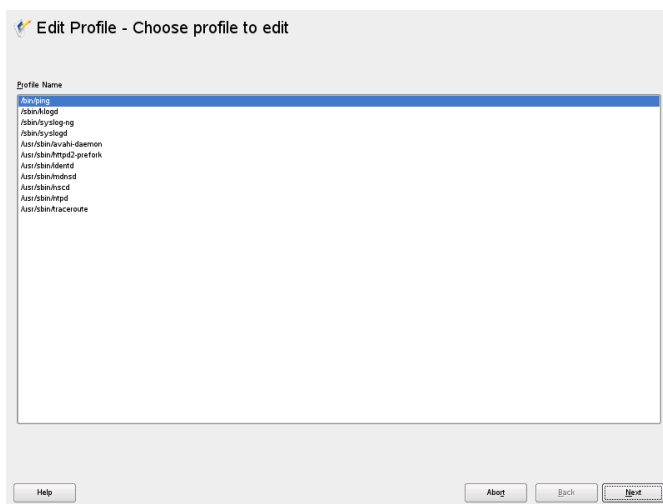 Edit Profile - Choose profile to edit
Profile Name
/bin/ping
/sbin/klogd
/sbin/syslog-ng
/sbin/syslogd
/usr/sbin/avahi-daemon
/usr/sbin/httpd2-prefork
/usr/sbin/identd
/usr/sbin/mdnsd
/usr/sbin/nscd
/usr/sbin/ntpd
/usr/sbin/traceroute
Help
Abort
Back
Next